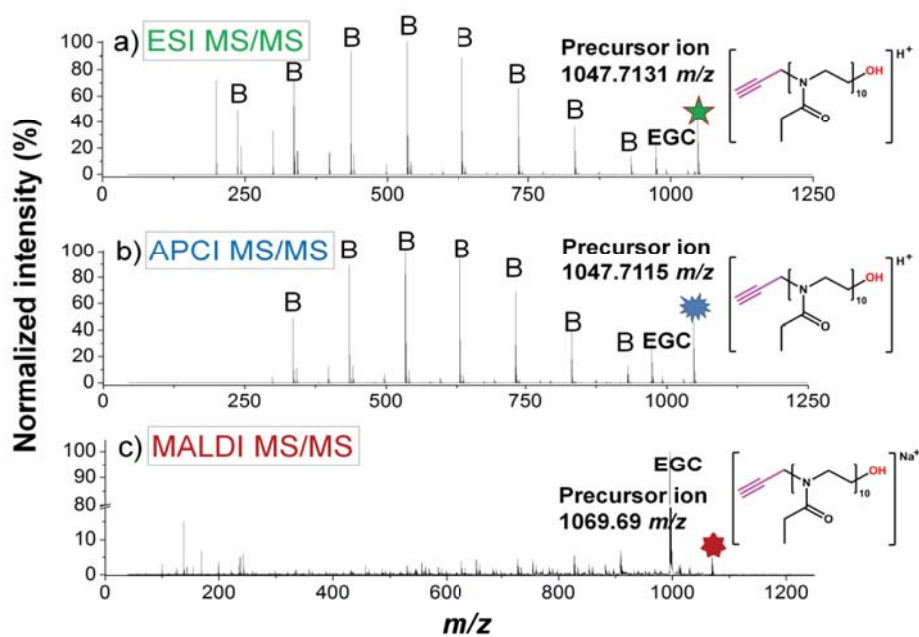 a) ESI MS/MS
Precursor ion
1047.7131 m/z
B B B B B B B B EGC
H⁺
N
O
10
OH
100
80
60
40
20
0
250 500 750 1000 1250
b) APCI MS/MS
Precursor ion
1047.7115 m/z
B B B B B B B EGC
H⁺
N
O
10
OH
100
80
60
40
20
0
250 500 750 1000 1250
c) MALDI MS/MS
EGC
Precursor ion
1069.69 m/z
Na⁺
N
O
10
OH
100
90
80
10
0
0 200 400 600 800 1000 1200
Normalized intensity (%)
m/z